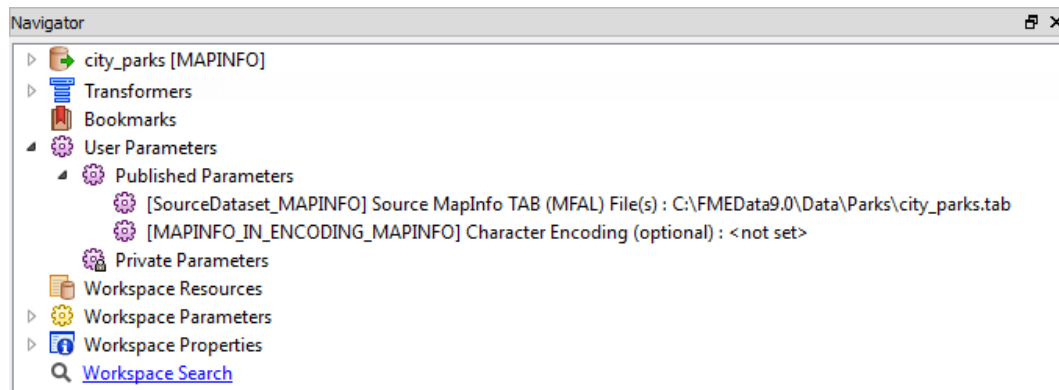 Navigator
city_parks [MAPINFO]
Transformers
Bookmarks
User Parameters
Published Parameters
[SourceDataset_MAPINFO] Source MapInfo TAB (MFAL) File(s) : C:\FMEData9.0\Data\Parks\city_parks.tab
[MAPINFO_IN_ENCODING_MAPINFO] Character Encoding (optional) : <not set>
Private Parameters
Workspace Resources
Workspace Parameters
Workspace Properties
Workspace Search